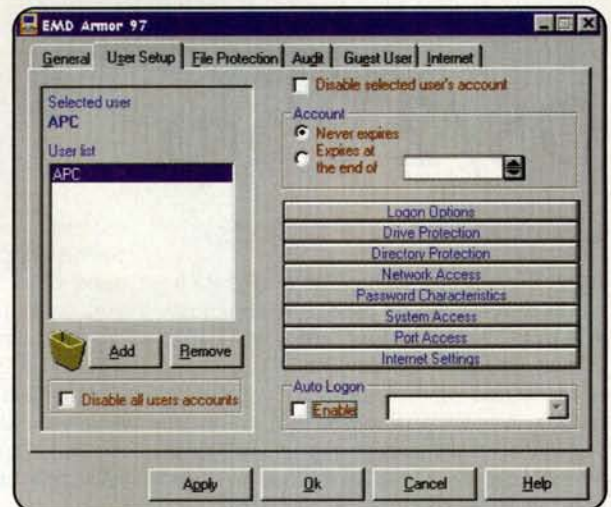 EMD Armor 97
General User Setup File Protection Audit Guest User Internet
Selected user
APC
User list
APC
Add Remove
Disable all users accounts
Disable selected user's account
Account
Never expires
Expires at
the end of
Logon Options
Drive Protection
Directory Protection
Network Access
Password Characteristics
System Access
Port Access
Internet Settings
Auto Logon
Enable
Apply Ok Cancel Help